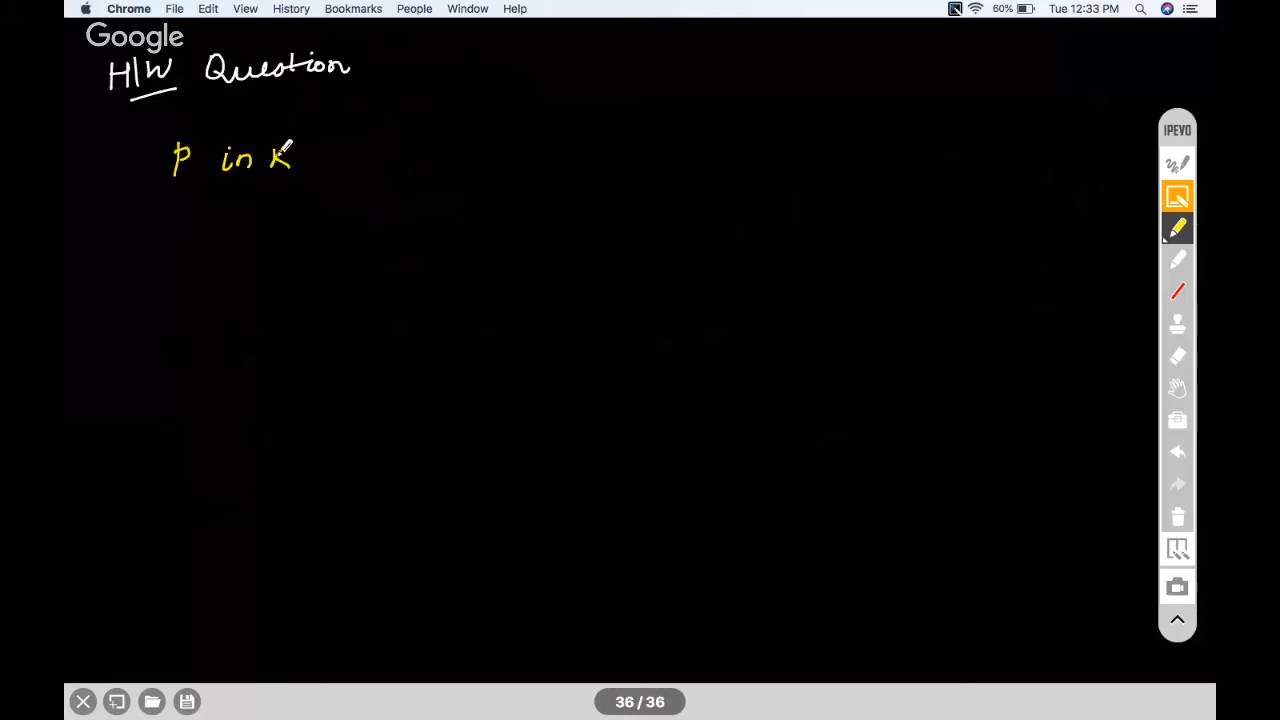 Chrome File Edit View History Bookmarks People Window Help 60% Tue 12:33 PM
Google
H/W Question
P in K
IPEVO
36 / 36